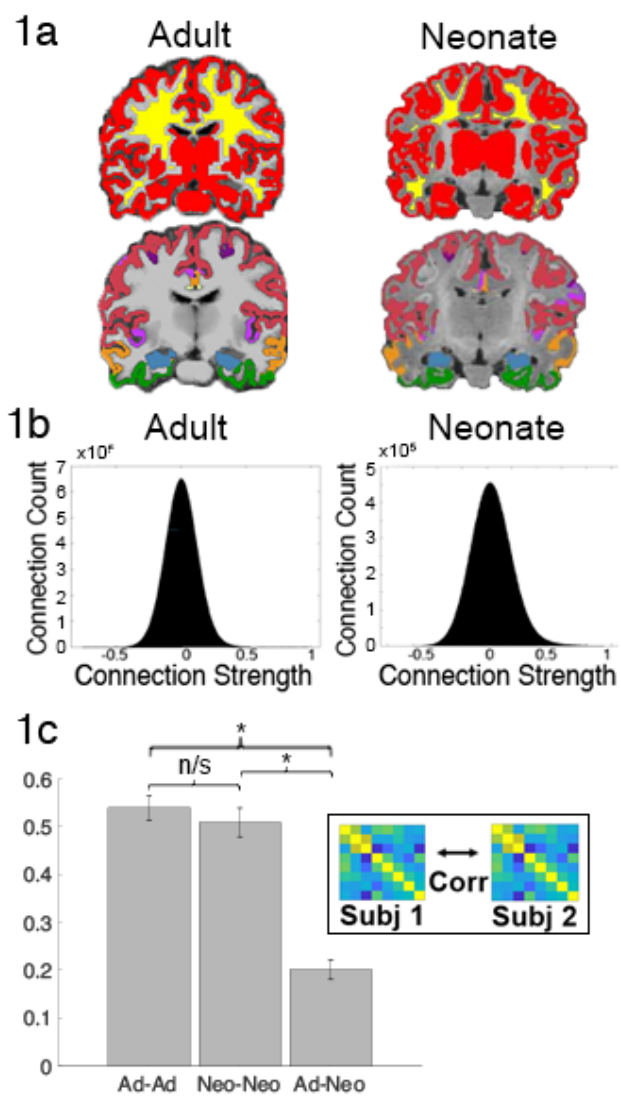 1a
Adult Neonate
1b Adult Neonate
7 x10⁵
6
5
4
3
2
1
0
Connection Count
-0.5 0 0.5 1
Connection Strength
5 x10⁵
4
3
2
1
0
Connection Count
-0.5 0 0.5 1
Connection Strength
1c
*
n/s *
0.6
0.5
0.4
0.3
0.2
0.1
0
Ad-Ad Neo-Neo Ad-Neo
Corr
Subj 1 Subj 2